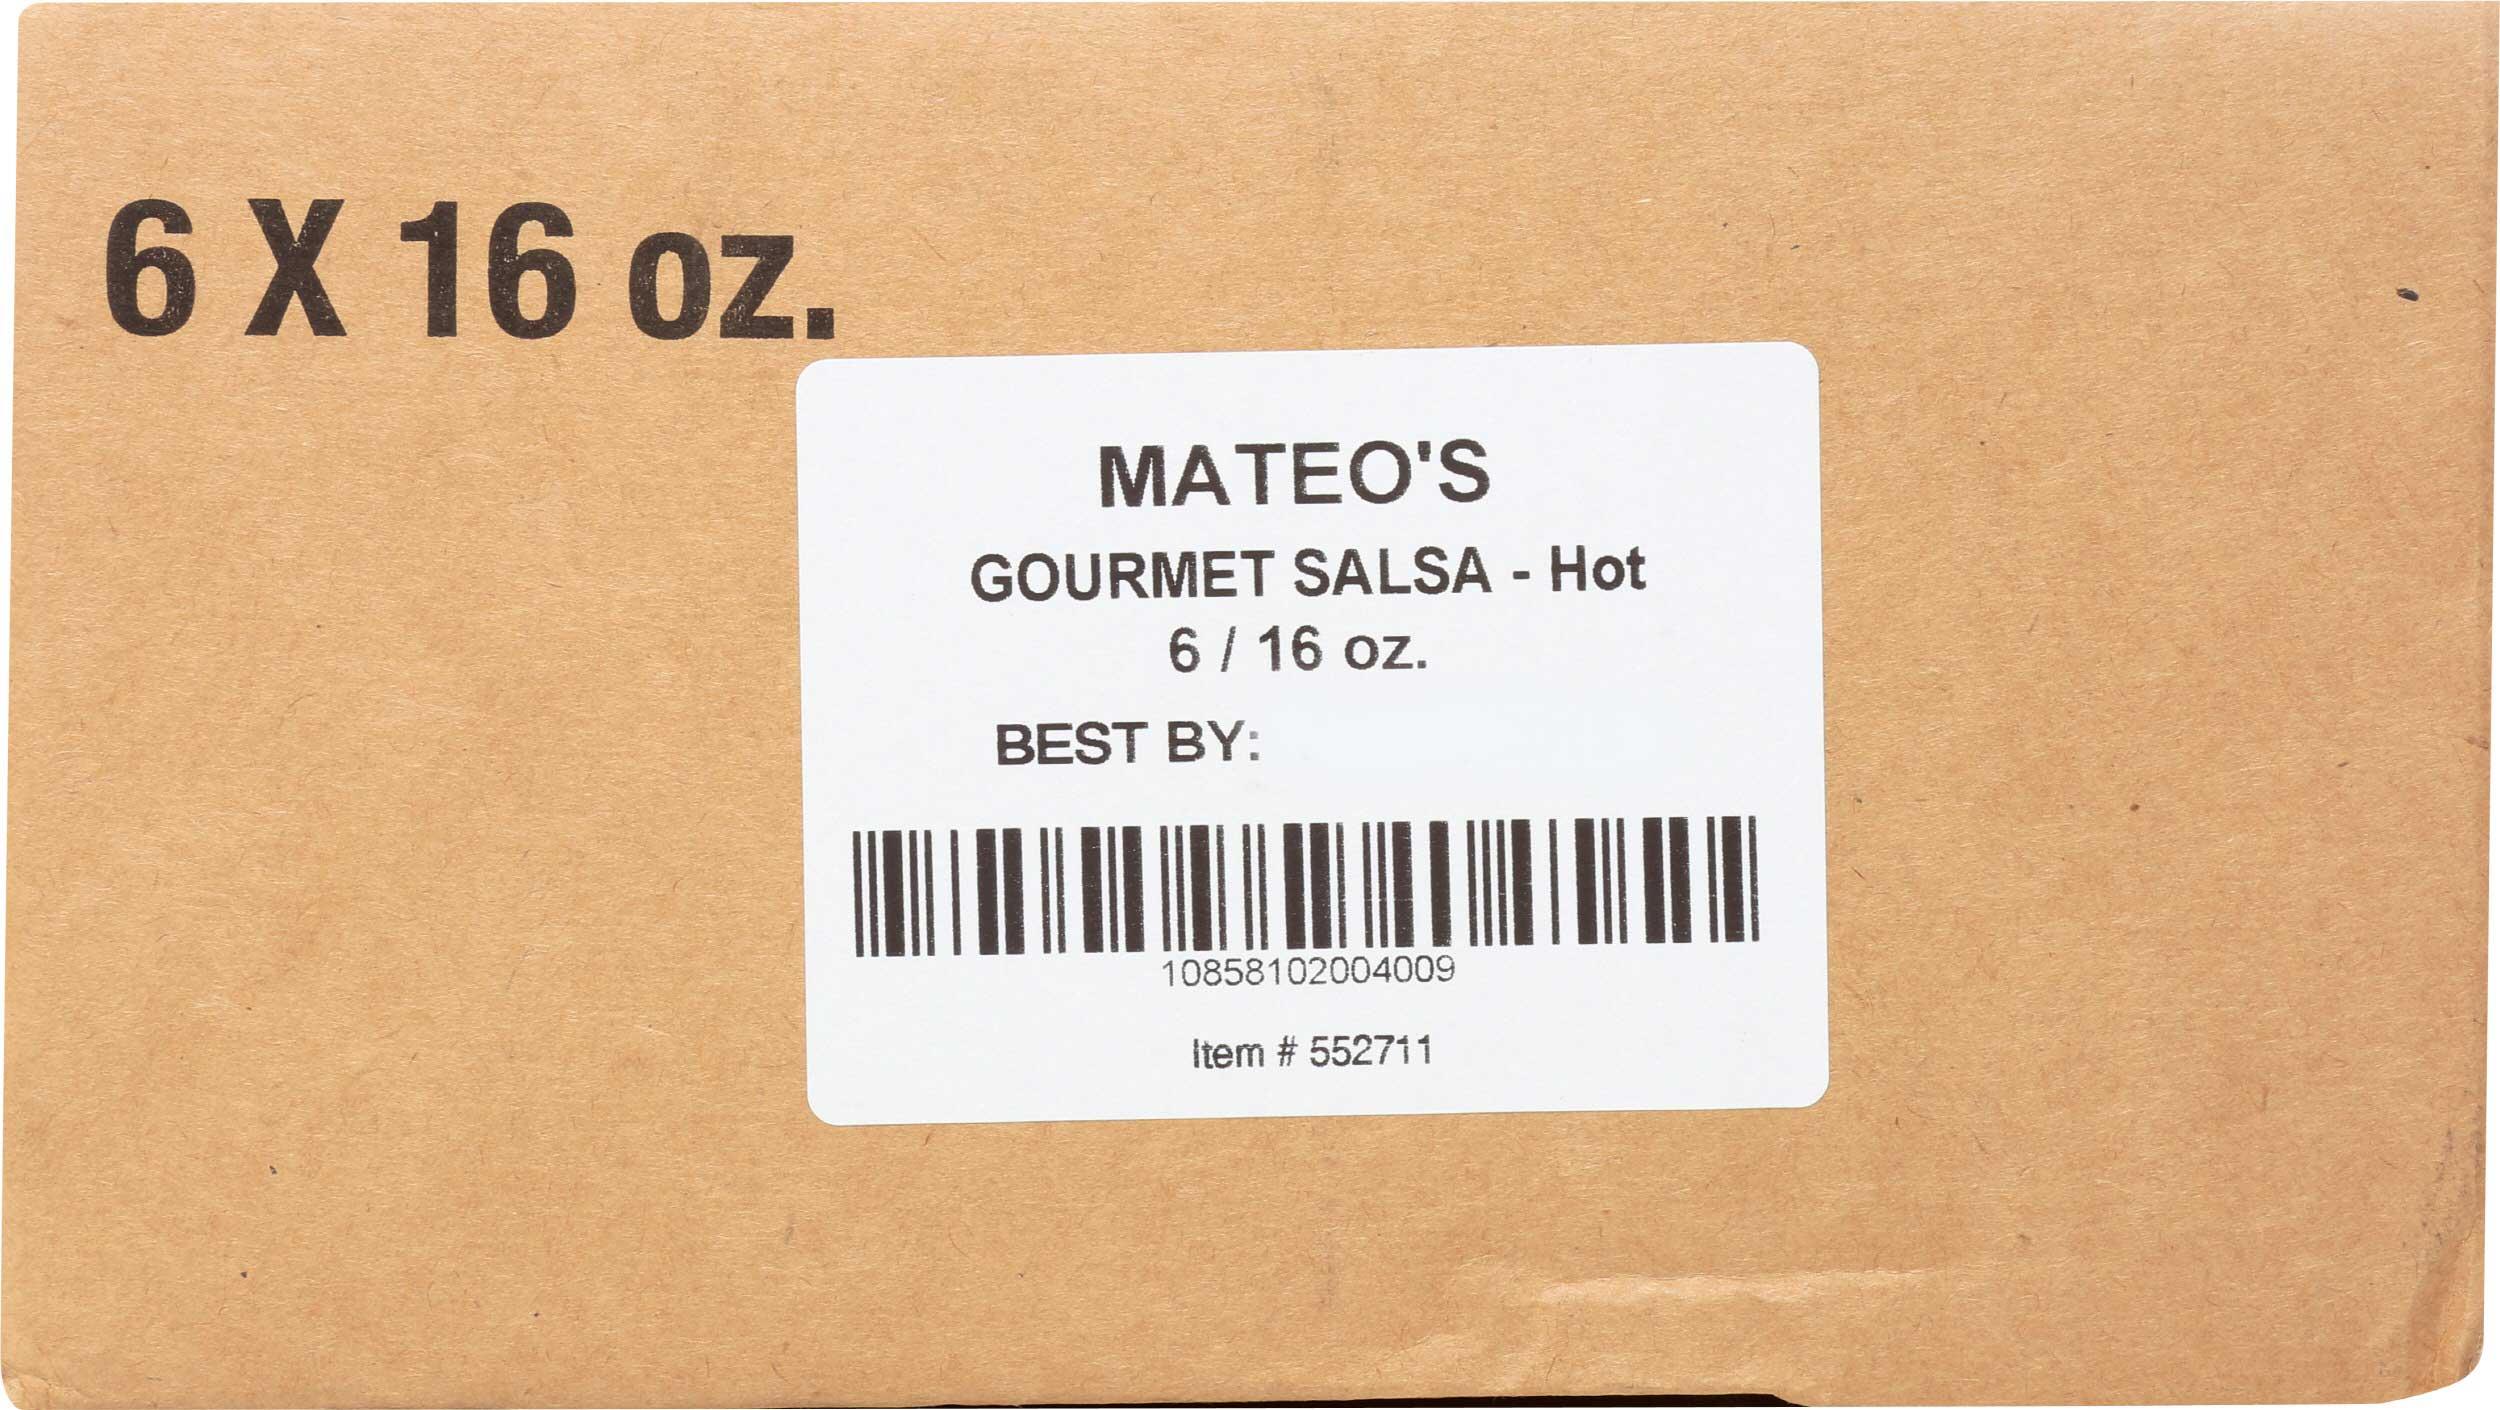 6 X 16 oz.
MATEO'S
GOURMET SALSA - Hot
6 / 16 oz.
BEST BY:
10858102004009
Item # 552711